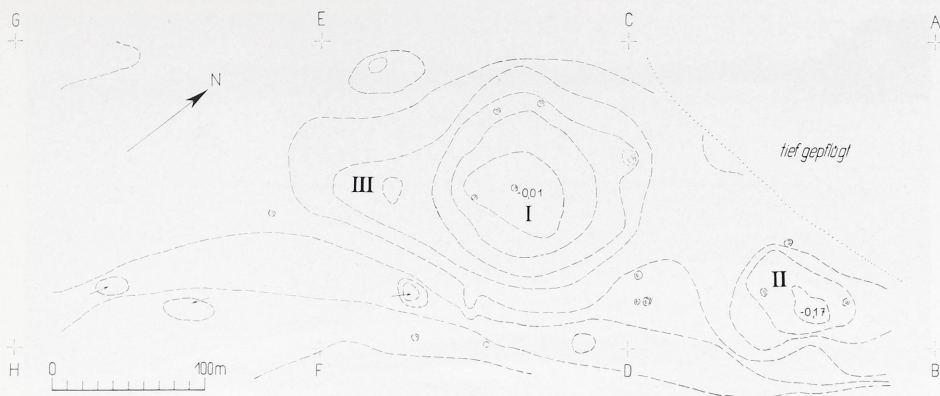 G E C A
N
tief gepflügt
III
-0,01
I
II
-0,17
0 100m
H F D B